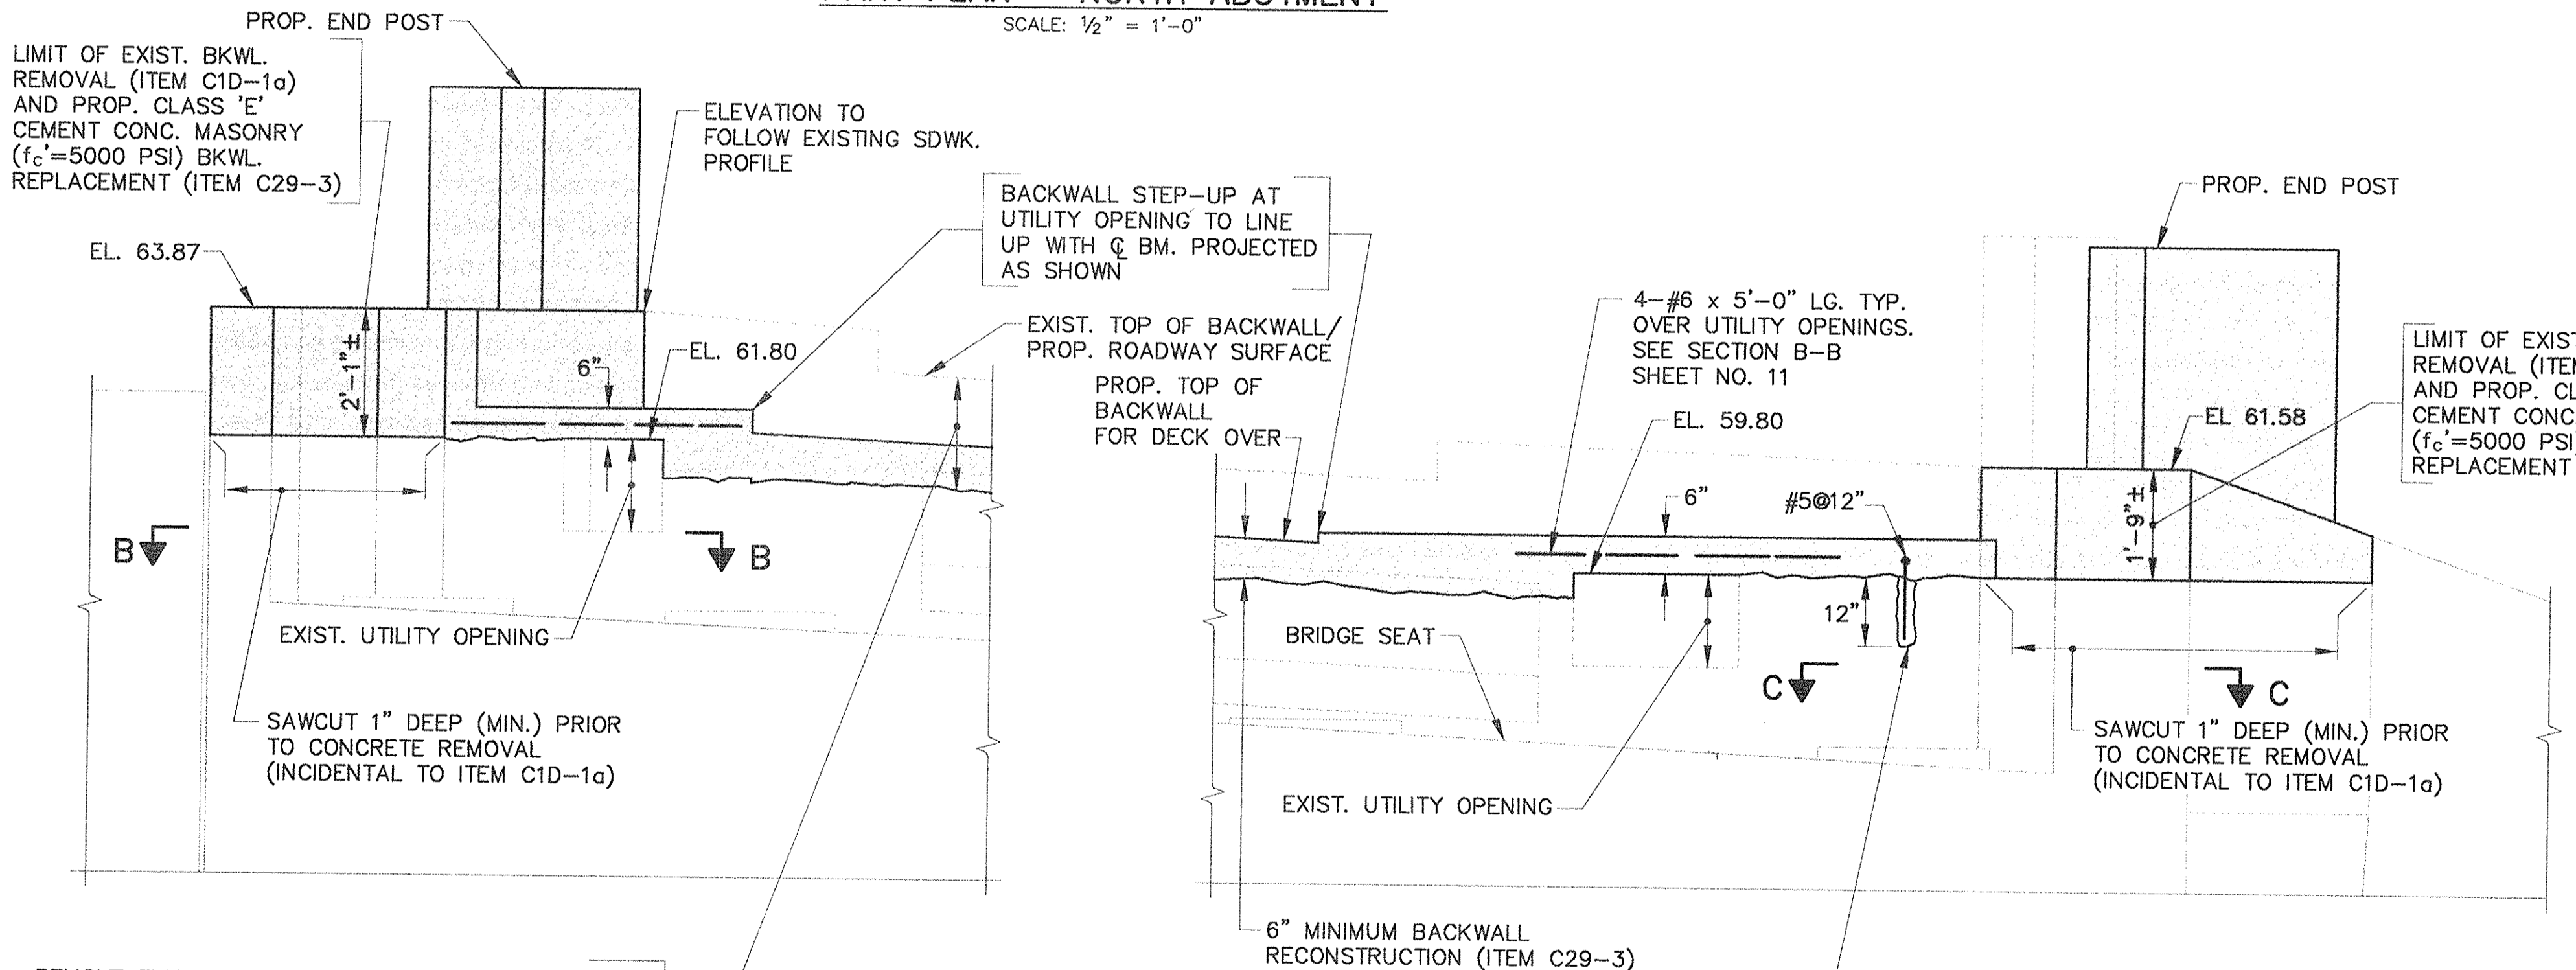 SCALE: ½" = 1'-0"
PROP. END POST
LIMIT OF EXIST. BKWL.
REMOVAL (ITEM C1D-1a)
AND PROP. CLASS 'E'
CEMENT CONC. MASONRY
(fc'=5000 PSI) BKWL.
REPLACEMENT (ITEM C29-3)
EL. 63.87
2'-1"±
ELEVATION TO
FOLLOW EXISTING SDWK.
PROFILE
BACKWALL STEP-UP AT
UTILITY OPENING TO LINE
UP WITH ℄ BM. PROJECTED
AS SHOWN
EXIST. TOP OF BACKWALL/
PROP. ROADWAY SURFACE
6"
EL. 61.80
B
B
EXIST. UTILITY OPENING
SAWCUT 1" DEEP (MIN.) PRIOR
TO CONCRETE REMOVAL
(INCIDENTAL TO ITEM C1D-1a)
PROP. TOP OF
BACKWALL
FOR DECK OVER
4-#6 x 5'-0" LG. TYP.
OVER UTILITY OPENINGS.
SEE SECTION B-B
SHEET NO. 11
EL. 59.80
6"
#5@12"
12"
PROP. END POST
EL 61.58
1'-9"±
LIMIT OF
REMOVAL
AND PROP.
CEMENT
(fc'=5000 PSI
REPLACEMENT
BRIDGE SEAT
C
C
EXIST. UTILITY OPENING
SAWCUT 1" DEEP (MIN.) PRIOR
TO CONCRETE REMOVAL
(INCIDENTAL TO ITEM C1D-1a)
6" MINIMUM BACKWALL
RECONSTRUCTION (ITEM C29-3)